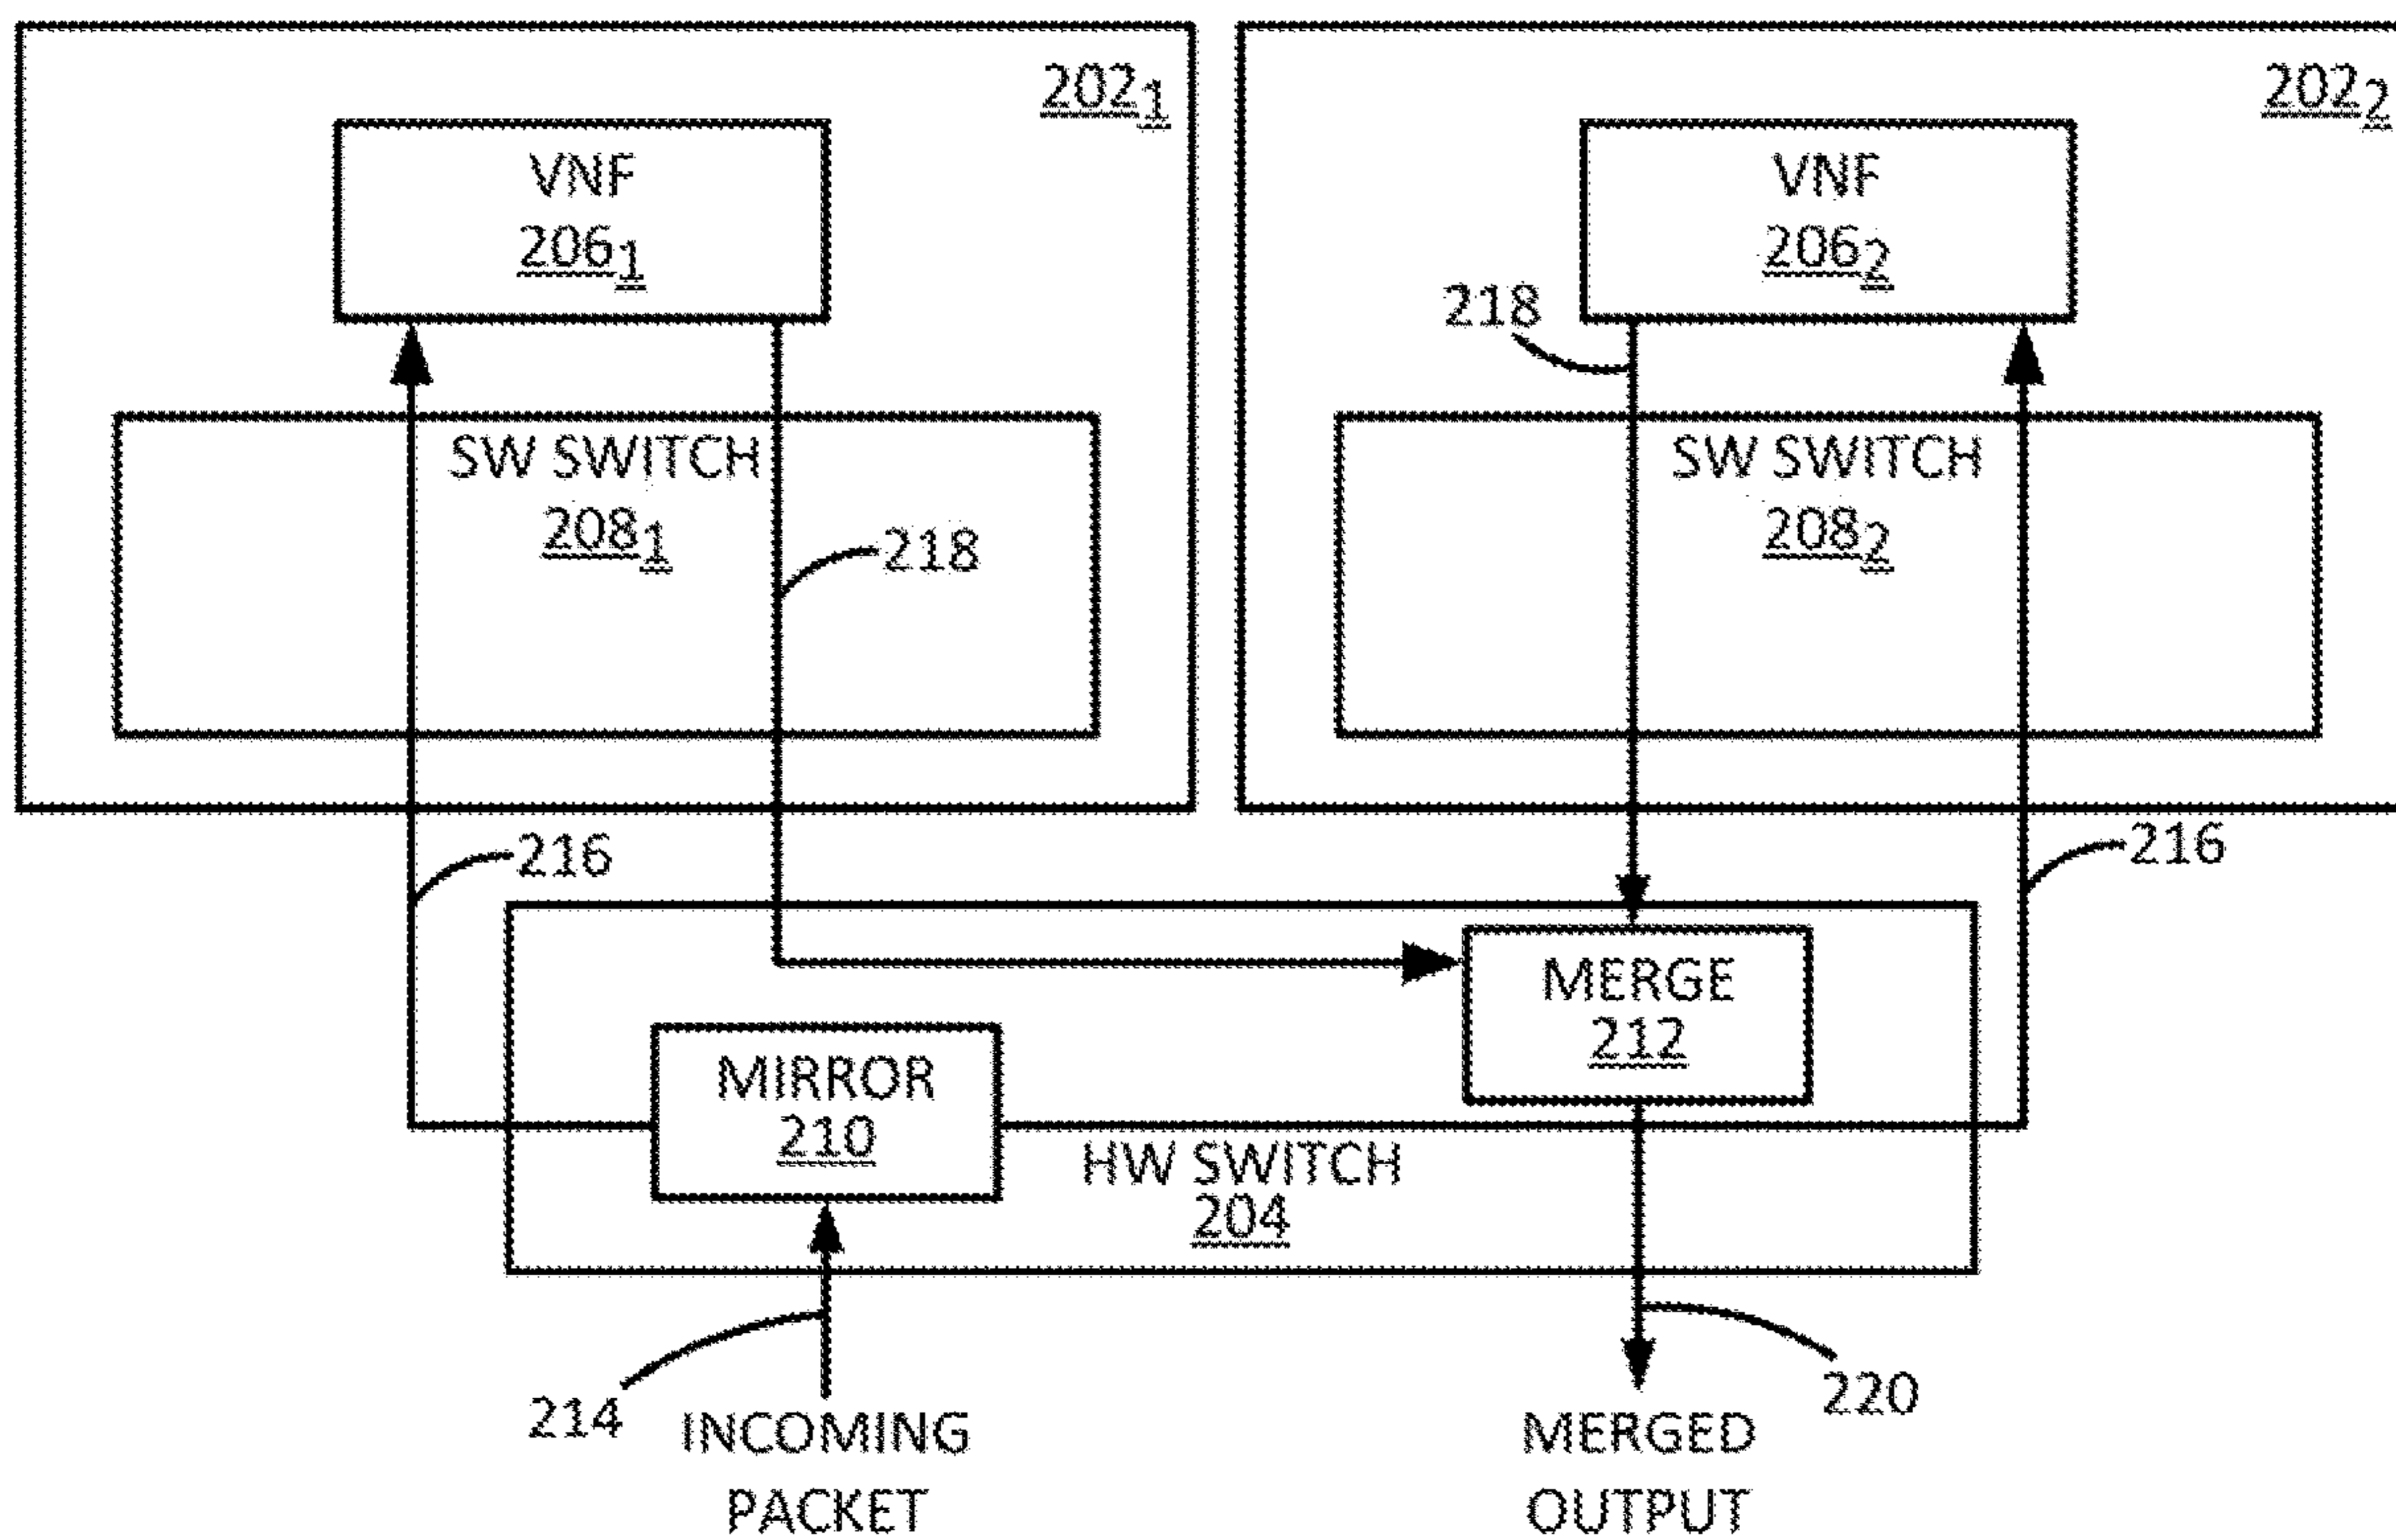 202₁
202₂
VNF
206₁
VNF
206₂
218
SW SWITCH
208₁
218
SW SWITCH
208₂
216
216
MERGE
212
MIRROR
210
HW SWITCH
204
214
INCOMING
PACKET
MERGED
OUTPUT
220